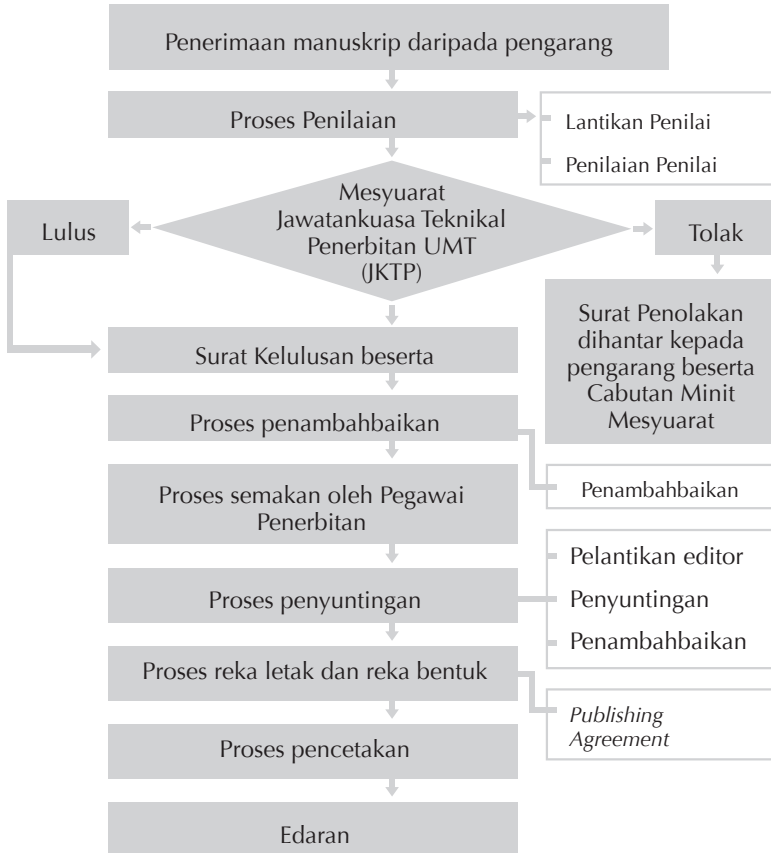 Penerimaan manuskrip daripada pengarang
Proses Penilaian
Lantikan Penilai
Penilaian Penilai
Mesyuarat
Jawatankuasa Teknikal
Penerbitan UMT
(JKTP)
Lulus
Tolak
Surat Penolakan
dihantar kepada
pengarang beserta
Cabutan Minit
Mesyuarat
Surat Kelulusan beserta
Proses penambahbaikan
Penambahbaikan
Proses semakan oleh Pegawai
Penerbitan
Proses penyuntingan
Pelantikan editor
Penyuntingan
Penambahbaikan
Proses reka letak dan reka bentuk
Publishing
Agreement
Proses pencetakan
Edaran